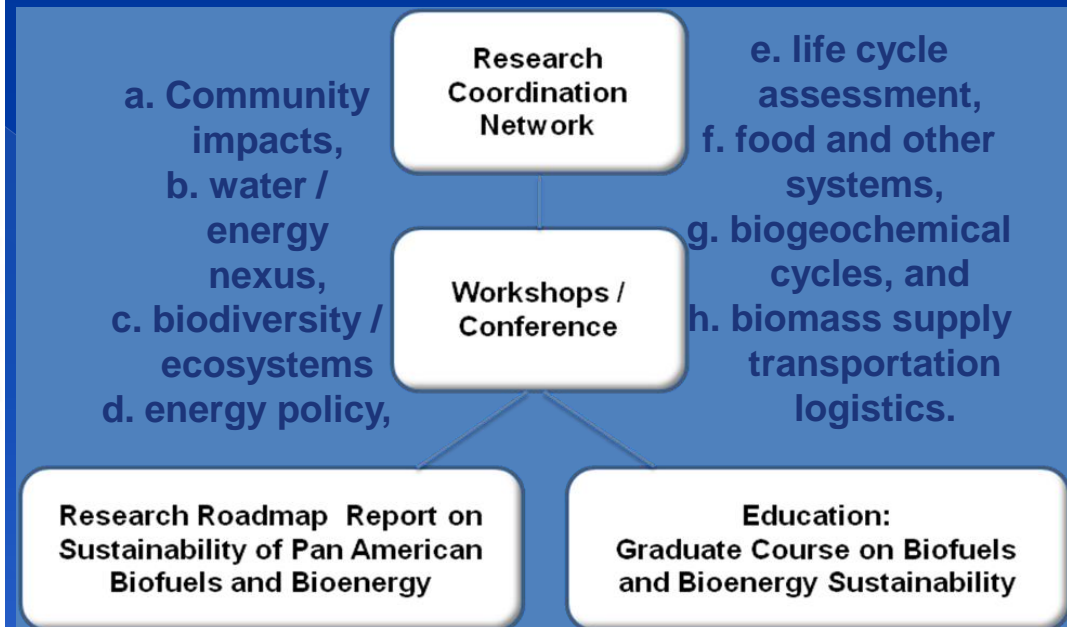 Research
Coordination
Network
a. Community
impacts,
b. water /
energy
nexus,
c. biodiversity /
ecosystems
d. energy policy,
e. life cycle
assessment,
f. food and other
systems,
g. biogeochemical
cycles, and
h. biomass supply
transportation
logistics.
Workshops /
Conference
Research Roadmap Report on
Sustainability of Pan American
Biofuels and Bioenergy
Education:
Graduate Course on Biofuels
and Bioenergy Sustainability